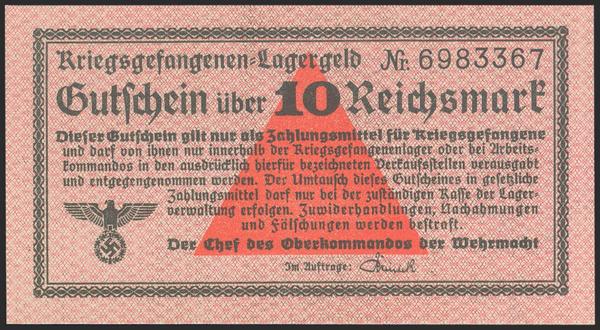 Kriegsgefangenen-Lagergeld Nr. 6983367
Gutschein über 10 Reichsmark
Dieser Gutschein gilt nur als Zahlungsmittel für Kriegsgefangene
und darf von ihnen nur innerhalb der Kriegsgefangenenlager oder bei Arbeits-
kommandos in den ausdrücklich hierfür bezeichneten Verkaufsstellen verausgabt
und entgegengenommen werden. Der Umtausch dieses Gutscheines in gesetzliche
Zahlungsmittel darf nur bei der zuständigen Kasse der Lager-
verwaltung erfolgen. Zuwiderhandlungen, Nachahmungen
und Fälschungen werden bestraft.
Der Chef des Oberkommandos der Wehrmacht
Im Auftrage: